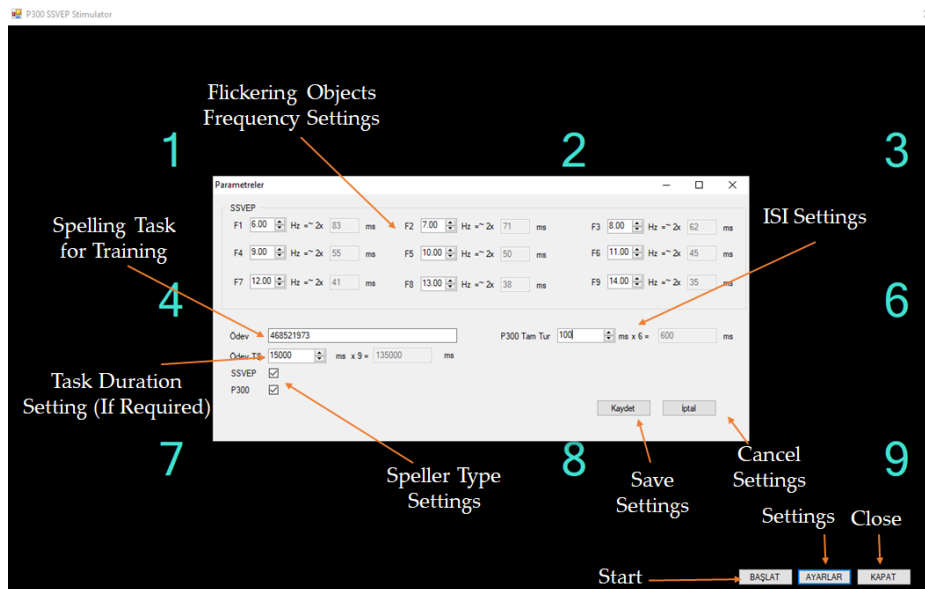 P300 SSVEP Stimulator
Flickering Objects
Frequency Settings
1
2
3
Parametreler
SSVEP
F1 6.00 Hz =~ 2x 83 ms
F2 7.00 Hz =~ 2x 71 ms
F3 8.00 Hz =~ 2x 62 ms
F4 9.00 Hz =~ 2x 55 ms
F5 10.00 Hz =~ 2x 50 ms
F6 11.00 Hz =~ 2x 45 ms
F7 12.00 Hz =~ 2x 41 ms
F8 13.00 Hz =~ 2x 38 ms
F9 14.00 Hz =~ 2x 35 ms
Spelling Task
for Training
ISI Settings
4
6
Ödev 468521973
P300 Tam Tur 100 ms x 6 = 600 ms
Ödev TS 15000 ms x 9 = 135000 ms
SSVEP
P300
Kaydet
İptal
Task Duration
Setting (If Required)
7
8
9
Speller Type
Settings
Save
Settings
Cancel
Settings
Settings
Close
Start
BAŞLAT
AYARLAR
KAPAT